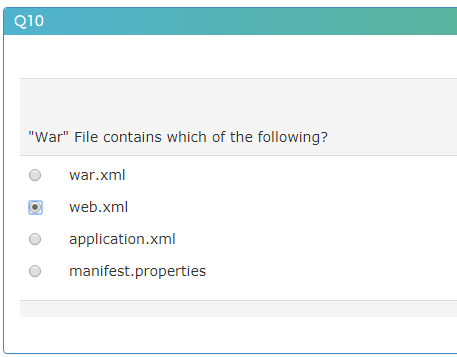 Q10
"War" File contains which of the following?
war.xml
web.xml
application.xml
manifest.properties